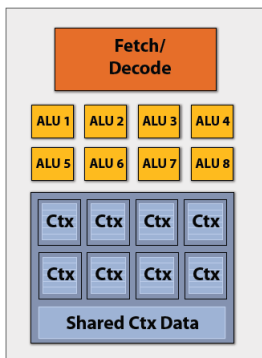 Fetch/
Decode
ALU 1 ALU 2 ALU 3 ALU 4
ALU 5 ALU 6 ALU 7 ALU 8
Ctx Ctx Ctx Ctx
Ctx Ctx Ctx Ctx
Shared Ctx Data